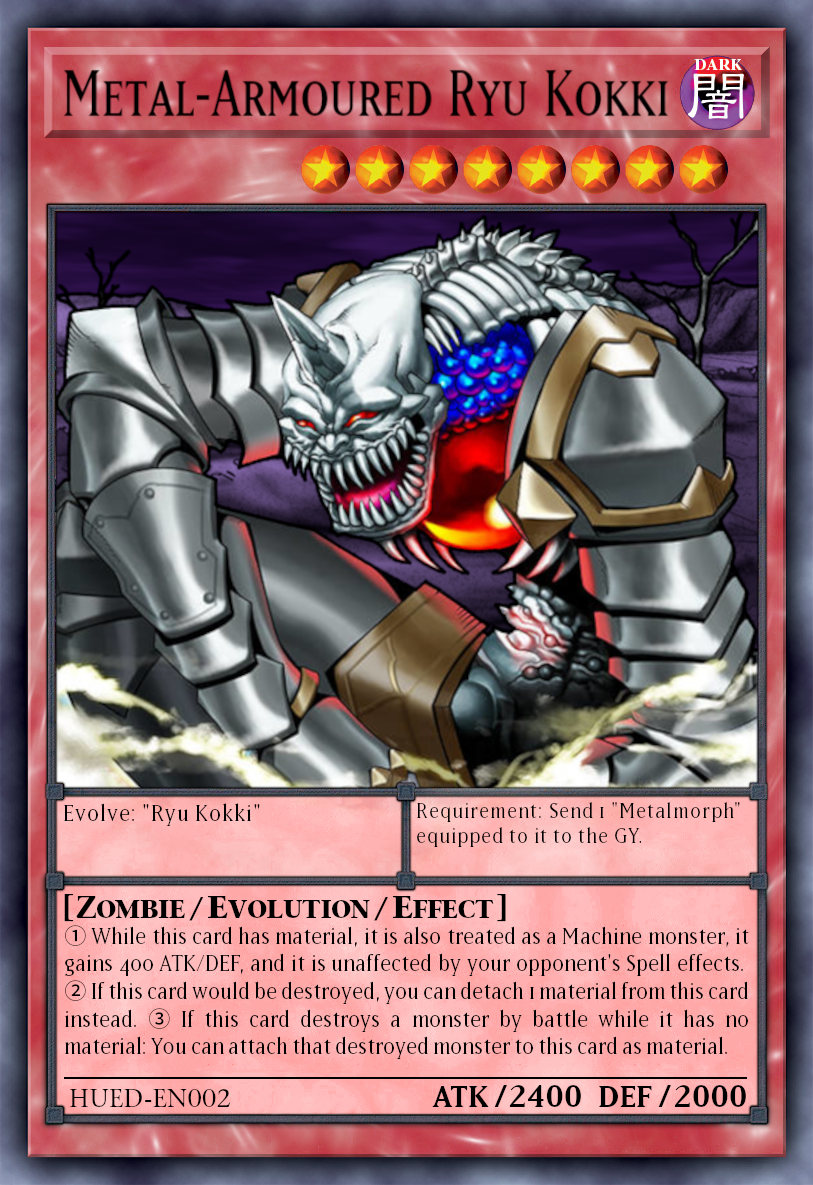 Metal-Armoured Ryu Kokki
DARK
闇
Evolve: "Ryu Kokki"
Requirement: Send 1 "Metalmorph"
equipped to it to the GY.
[Zombie/Evolution/Effect]
① While this card has material, it is also treated as a Machine monster, it
gains 400 ATK/DEF, and it is unaffected by your opponent's Spell effects.
② If this card would be destroyed, you can detach 1 material from this card
instead. ③ If this card destroys a monster by battle while it has no
material: You can attach that destroyed monster to this card as material.
HUED-EN002
ATK/2400 DEF/2000